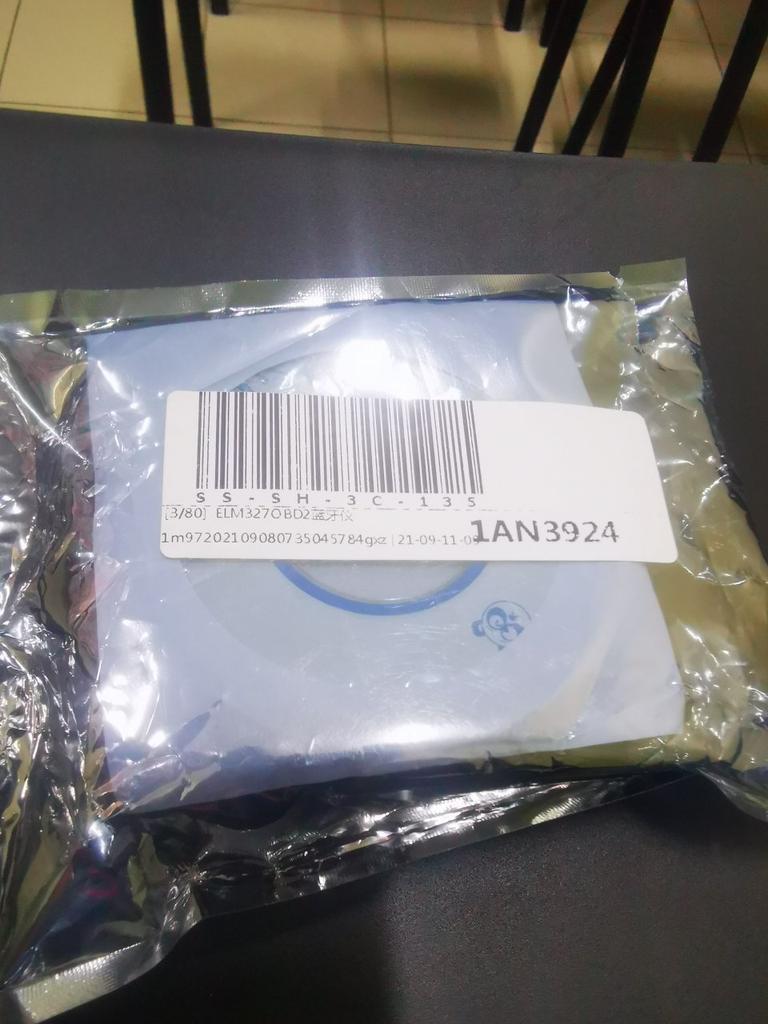 SS-SH-3C-135
[3/80] ELM327OBD2蓝牙仪
1m97202109080735045784gxz | 21-09-11-09
1AN3924